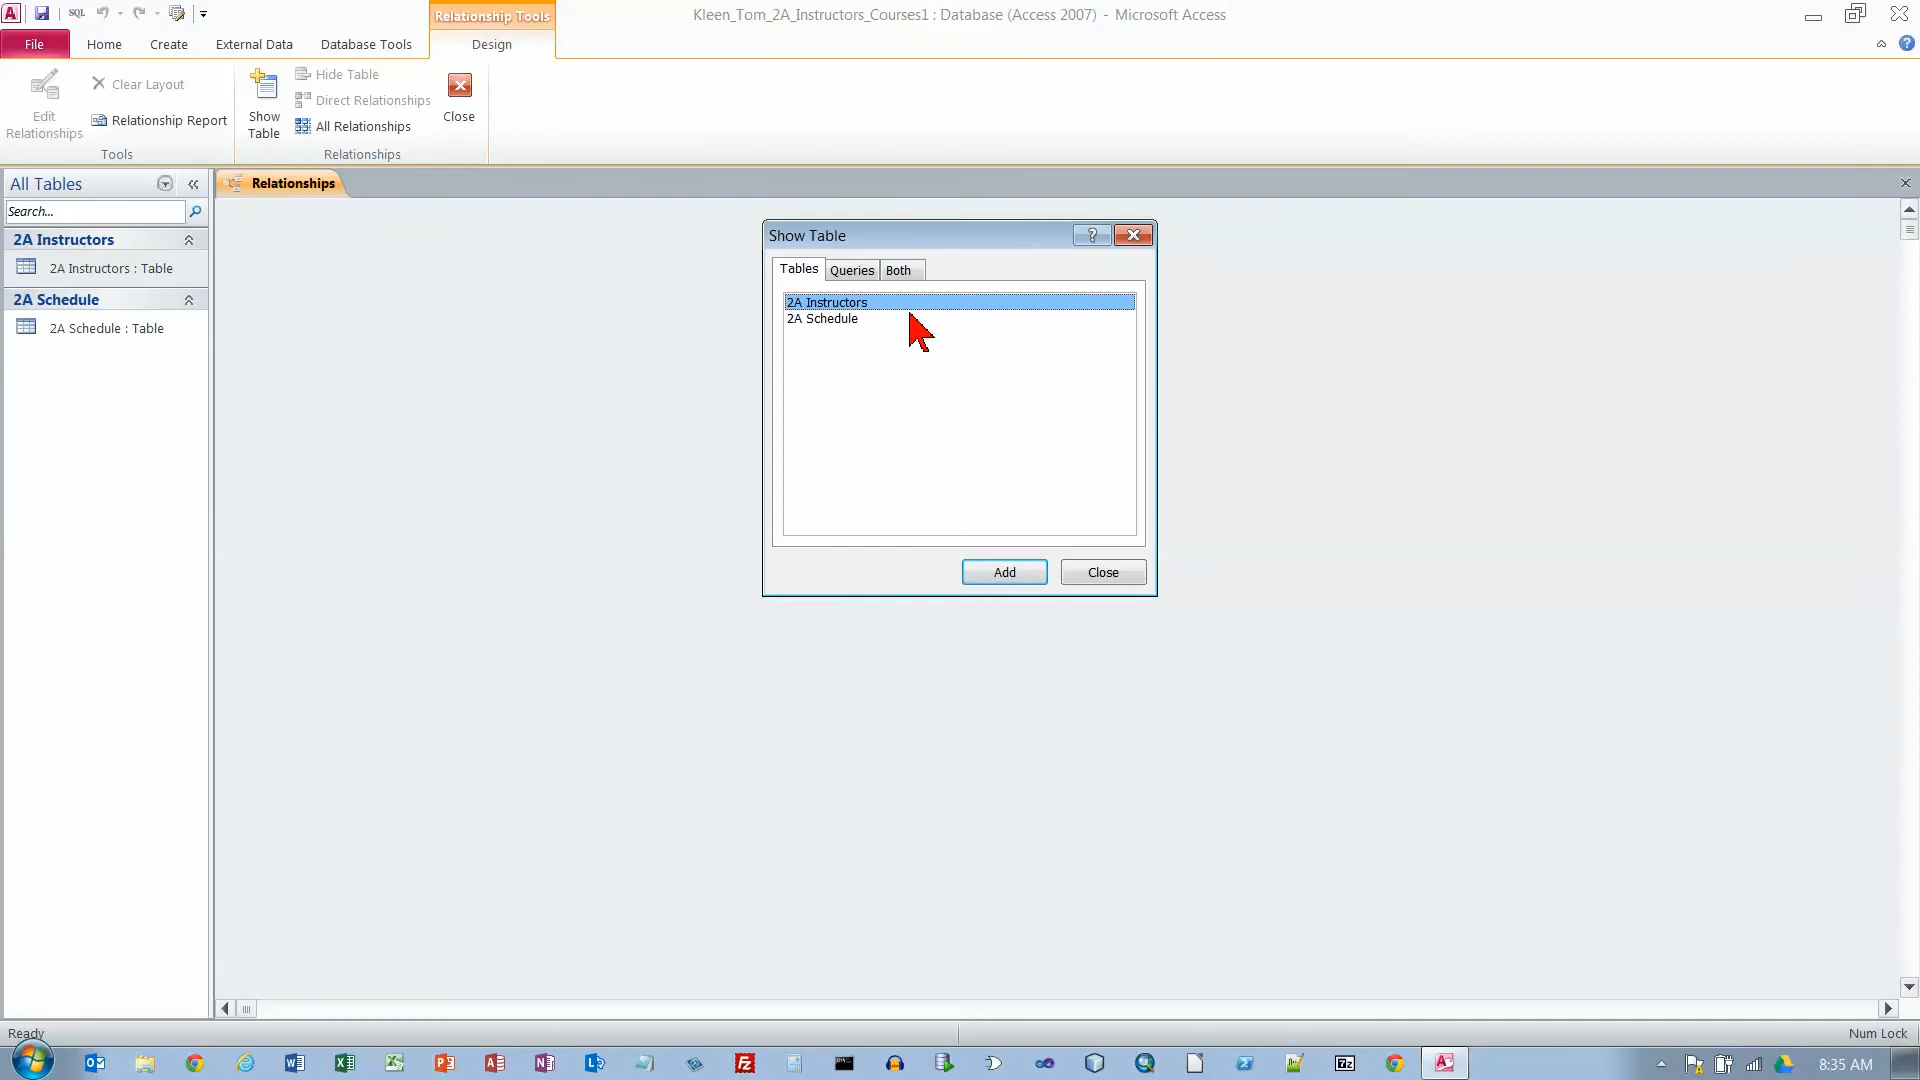 SQL
Relationship Tools
Kleen_Tom_2A_Instructors_Courses1 : Database (Access 2007) - Microsoft Access
File Home Create External Data Database Tools Design
Edit Relationships
Clear Layout
Relationship Report
Tools
Show Table
Hide Table
Direct Relationships
All Relationships
Close
Relationships
All Tables
Relationships
Search...
2A Instructors
2A Instructors : Table
2A Schedule
2A Schedule : Table
Show Table
Tables Queries Both
2A Instructors
2A Schedule
Add Close
Ready
Num Lock
8:35 AM